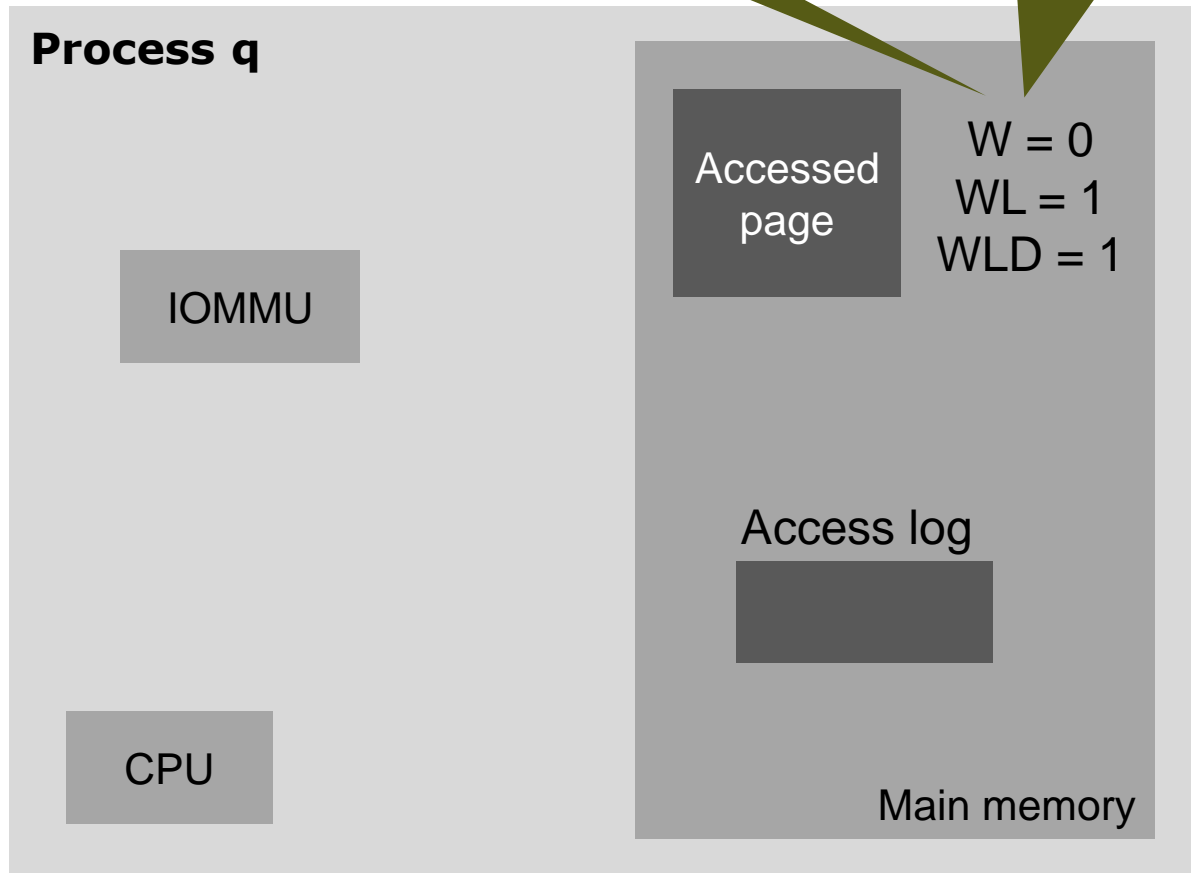 Process q
Accessed
page
W = 0
WL = 1
WLD = 1
IOMMU
Access log
CPU
Main memory